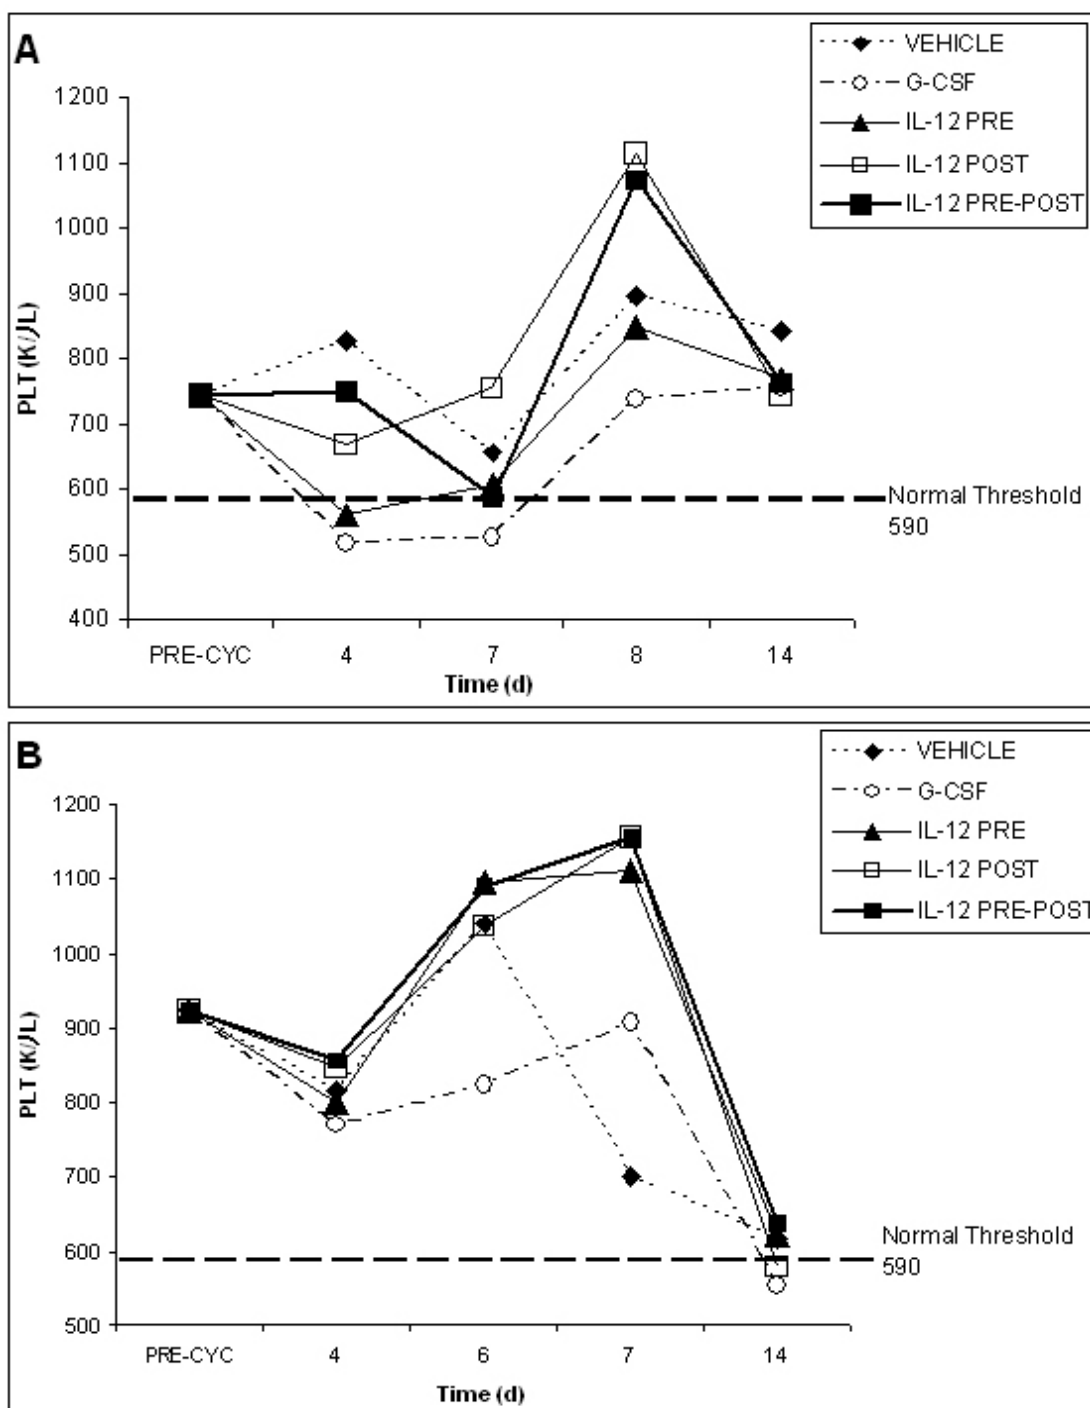 A
VEHICLE
G-CSF
IL-12 PRE
IL-12 POST
IL-12 PRE-POST
1200
1100
1000
900
800
700
600
500
400
PLT (K/λL)
Normal Threshold
590
PRE-CYC 4 7 8 14
Time (d)
B
VEHICLE
G-CSF
IL-12 PRE
IL-12 POST
IL-12 PRE-POST
1200
1100
1000
900
800
700
600
500
PLT (K/λL)
Normal Threshold
590
PRE-CYC 4 6 7 14
Time (d)